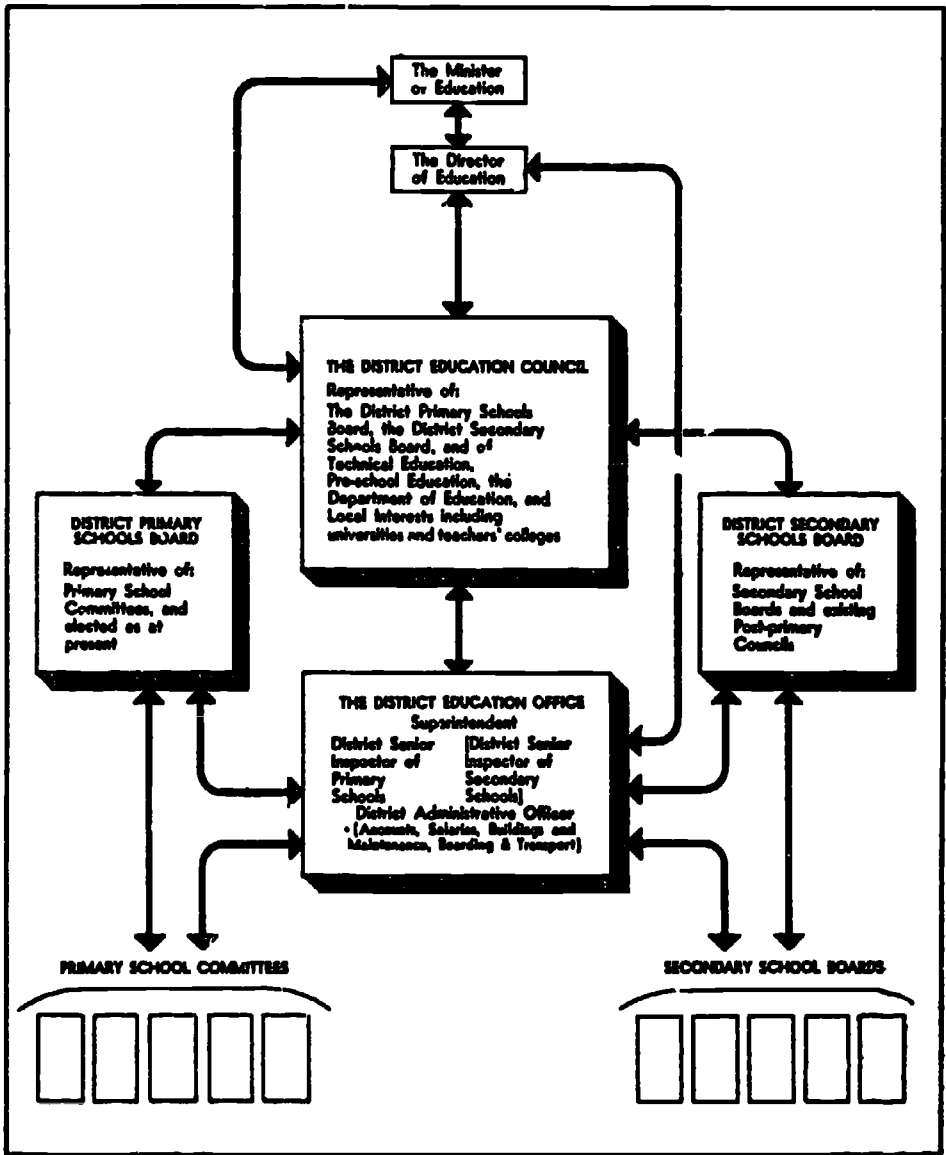 The Minister
or Education
The Director
of Education
THE DISTRICT EDUCATION COUNCIL
Representative of:
The District Primary Schools
Board, the District Secondary
Schools Board, and of
Technical Education,
Pre-school Education, the
Department of Education, and
Local Interests including
universities and teachers' colleges
DISTRICT PRIMARY
SCHOOLS BOARD
Representative of:
Primary School
Committees, and
elected as at
present
DISTRICT SECONDARY
SCHOOLS BOARD
Representative of:
Secondary School
Boards and existing
Post-primary
Councils
THE DISTRICT EDUCATION OFFICE
Superintendent
District Senior
Inspector of
Primary
Schools
[District Senior
Inspector of
Secondary
Schools]
District Administrative Officer
[Accounts, Salaries, Buildings and
Maintenance, Boarding & Transport]
PRIMARY SCHOOL COMMITTEES
SECONDARY SCHOOL BOARDS